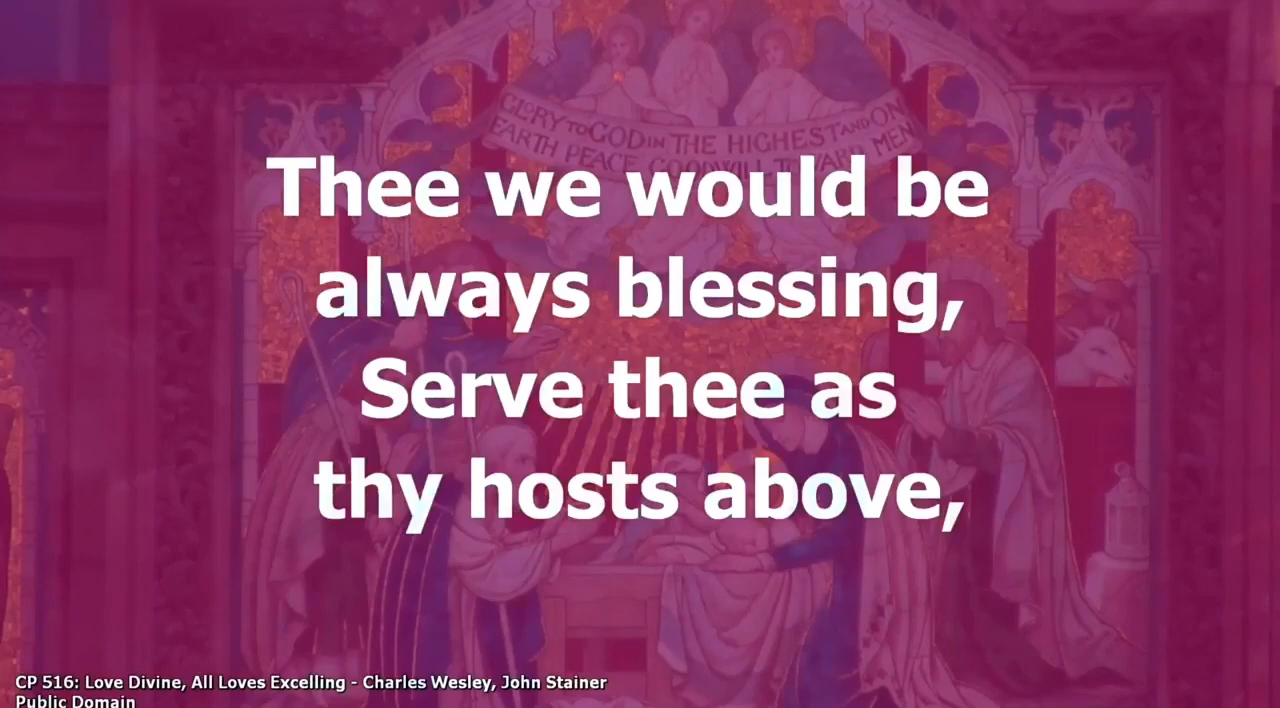 GLORY TO GOD IN THE HIGHEST AND ON
EARTH PEACE GOODWILL TOWARD MEN
Thee we would be
always blessing,
Serve thee as
thy hosts above,
CP 516: Love Divine, All Loves Excelling - Charles Wesley, John Stainer
Public Domain